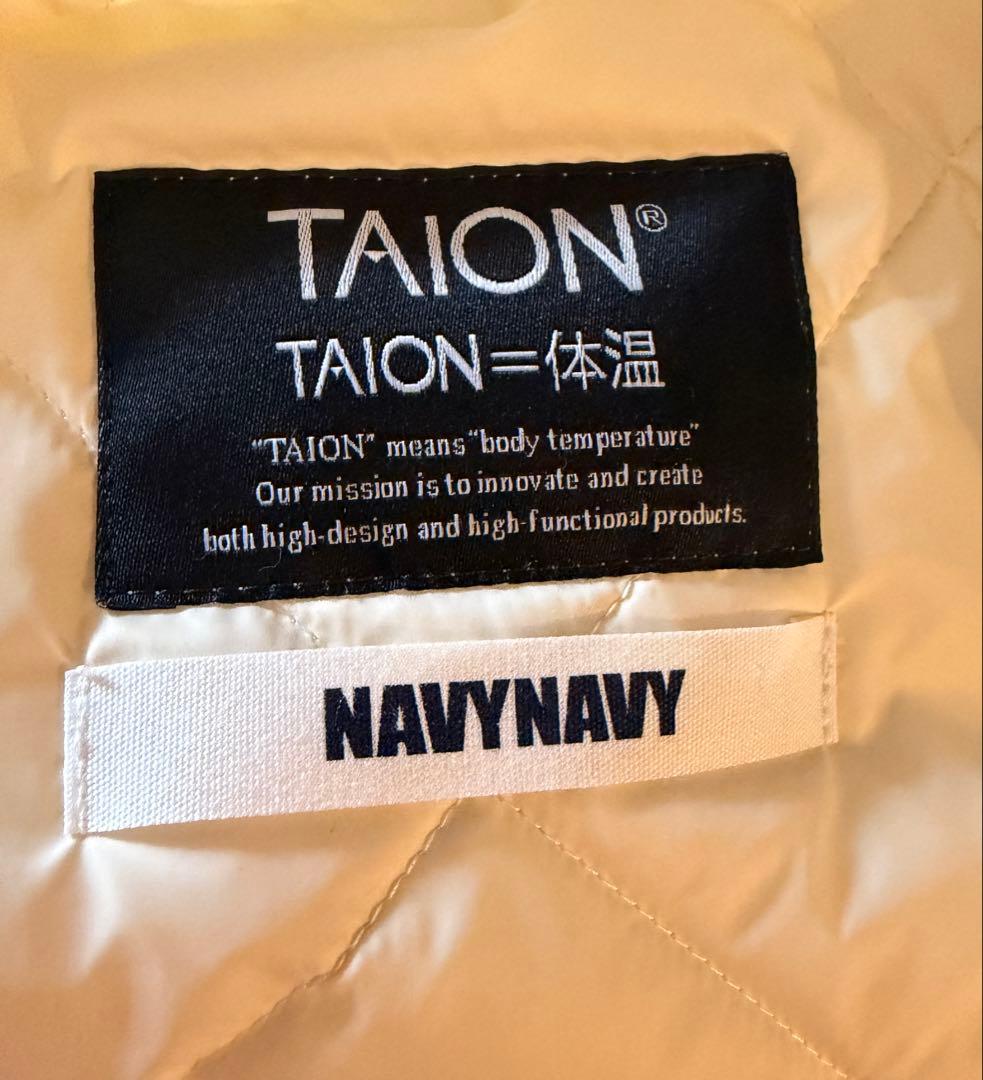 TAION®
TAION=体温
"TAION" means "body temperature"
Our mission is to innovate and create
both high-design and high-functional products.
NAVYNAVY